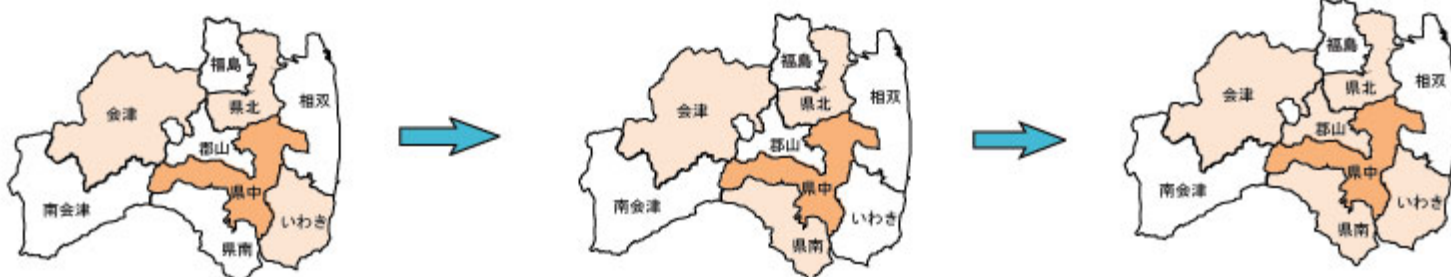 福島
県北
相双
会津
郡山
県中
南会津
いわき
県南
福島
県北
相双
会津
郡山
県中
南会津
いわき
県南
福島
県北
相双
会津
郡山
県中
南会津
いわき
県南